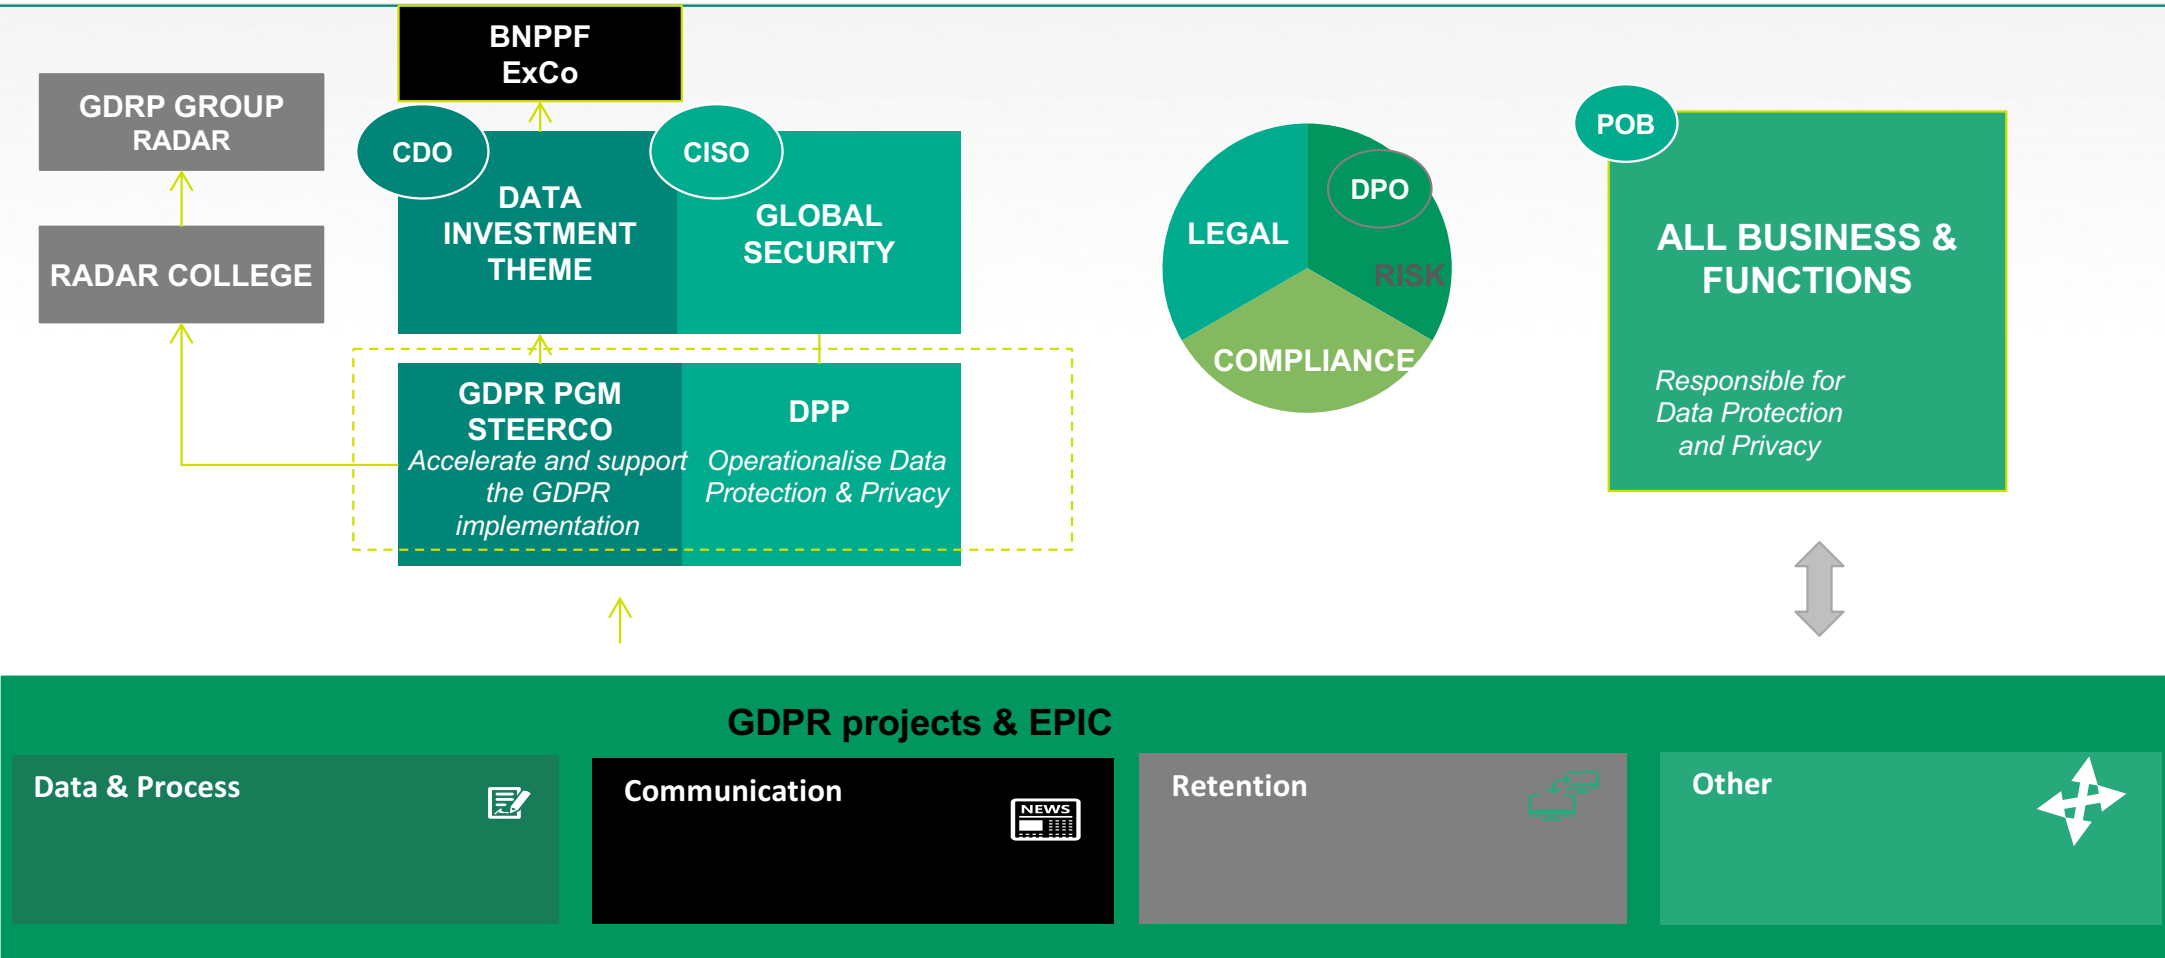 BNPPF
ExCo
GDRP GROUP
RADAR
RADAR COLLEGE
CDO
DATA
INVESTMENT
THEME
CISO
GLOBAL
SECURITY
GDPR PGM
STEERCO
Accelerate and support
the GDPR
implementation
DPP
Operationalise Data
Protection & Privacy
LEGAL
DPO
RISK
COMPLIANCE
POB
ALL BUSINESS &
FUNCTIONS
Responsible for
Data Protection
and Privacy
GDPR projects & EPIC
Data & Process
Communication
NEWS
Retention
Other